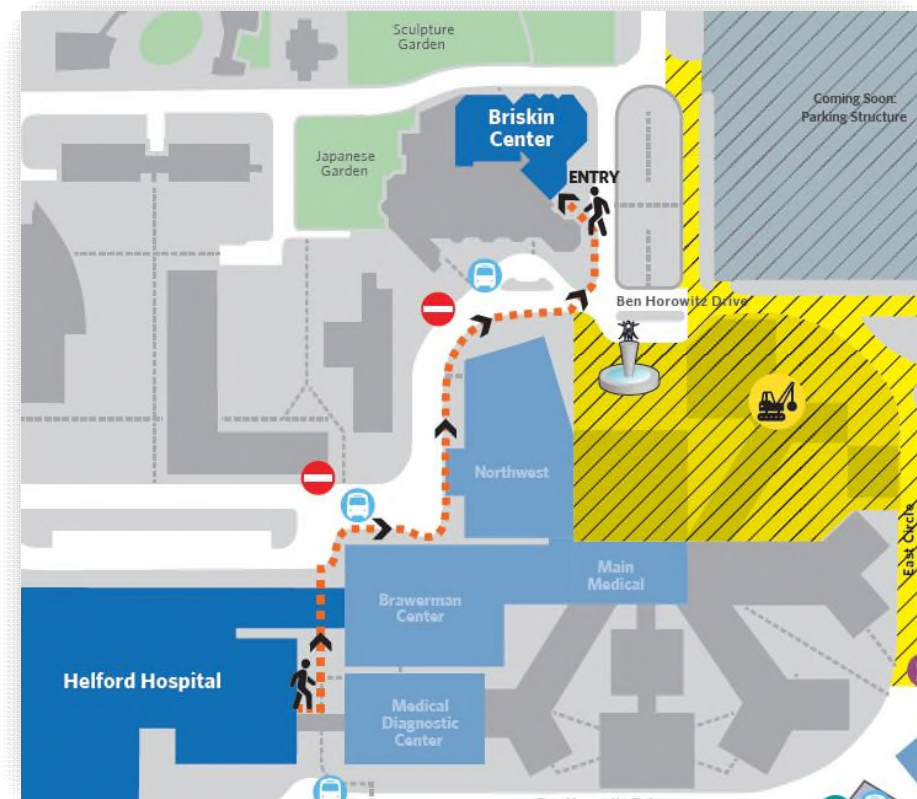 Sculpture
Garden
Coming Soon:
Parking Structure
Briskin
Center
Japanese
Garden
ENTRY
Ben Horowitz Drive
Northwest
East Circle
Main
Medical
Brawerman
Center
Helford Hospital
Medical
Diagnostic
Center